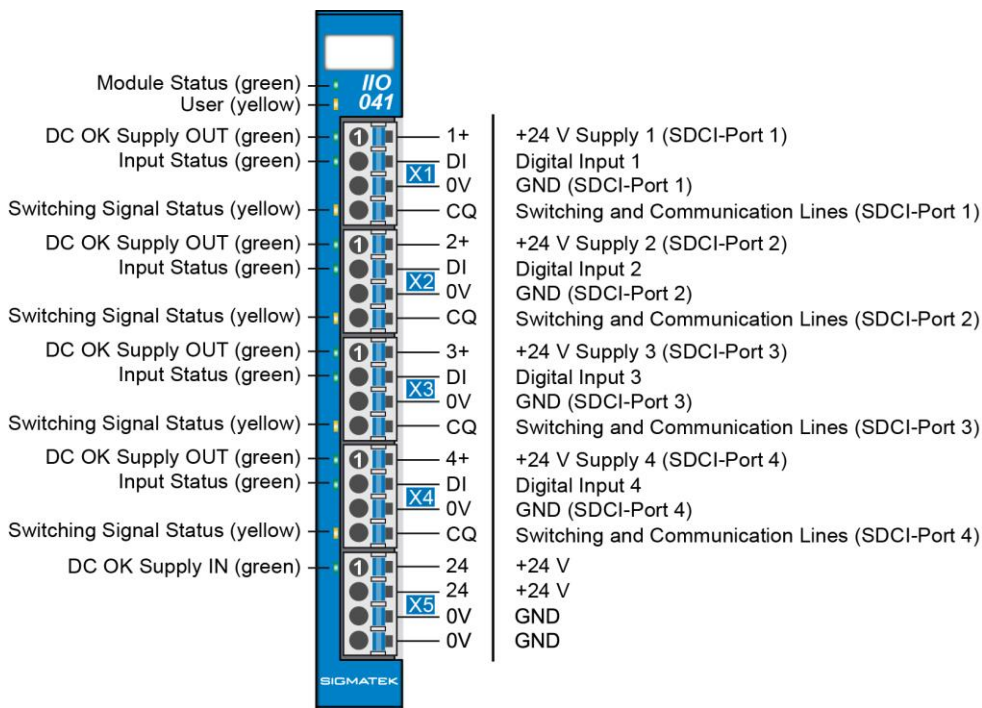 IIO
041
Module Status (green)
User (yellow)
DC OK Supply OUT (green) 1 1+ +24 V Supply 1 (SDCI-Port 1)
Input Status (green) DI Digital Input 1
X1
0V GND (SDCI-Port 1)
Switching Signal Status (yellow) CQ Switching and Communication Lines (SDCI-Port 1)
DC OK Supply OUT (green) 1 2+ +24 V Supply 2 (SDCI-Port 2)
Input Status (green) DI Digital Input 2
X2
0V GND (SDCI-Port 2)
Switching Signal Status (yellow) CQ Switching and Communication Lines (SDCI-Port 2)
DC OK Supply OUT (green) 1 3+ +24 V Supply 3 (SDCI-Port 3)
Input Status (green) DI Digital Input 3
X3
0V GND (SDCI-Port 3)
Switching Signal Status (yellow) CQ Switching and Communication Lines (SDCI-Port 3)
DC OK Supply OUT (green) 1 4+ +24 V Supply 4 (SDCI-Port 4)
Input Status (green) DI Digital Input 4
X4
0V GND (SDCI-Port 4)
Switching Signal Status (yellow) CQ Switching and Communication Lines (SDCI-Port 4)
DC OK Supply IN (green) 1 24 +24 V
24 +24 V
X5
0V GND
0V GND
SIGMATEK